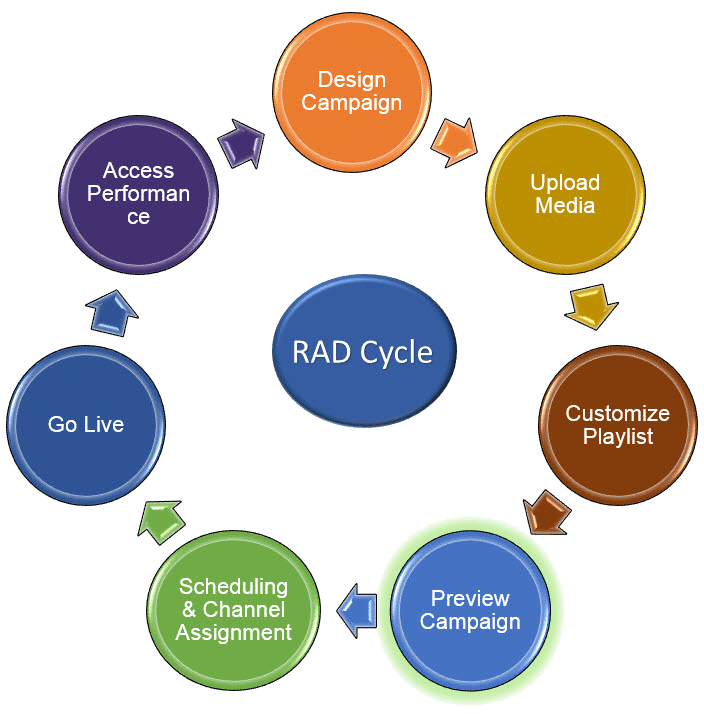 Design
Campaign
Upload
Media
Customize
Playlist
Preview
Campaign
Scheduling
& Channel
Assignment
Go Live
Access
Performan
ce
RAD Cycle